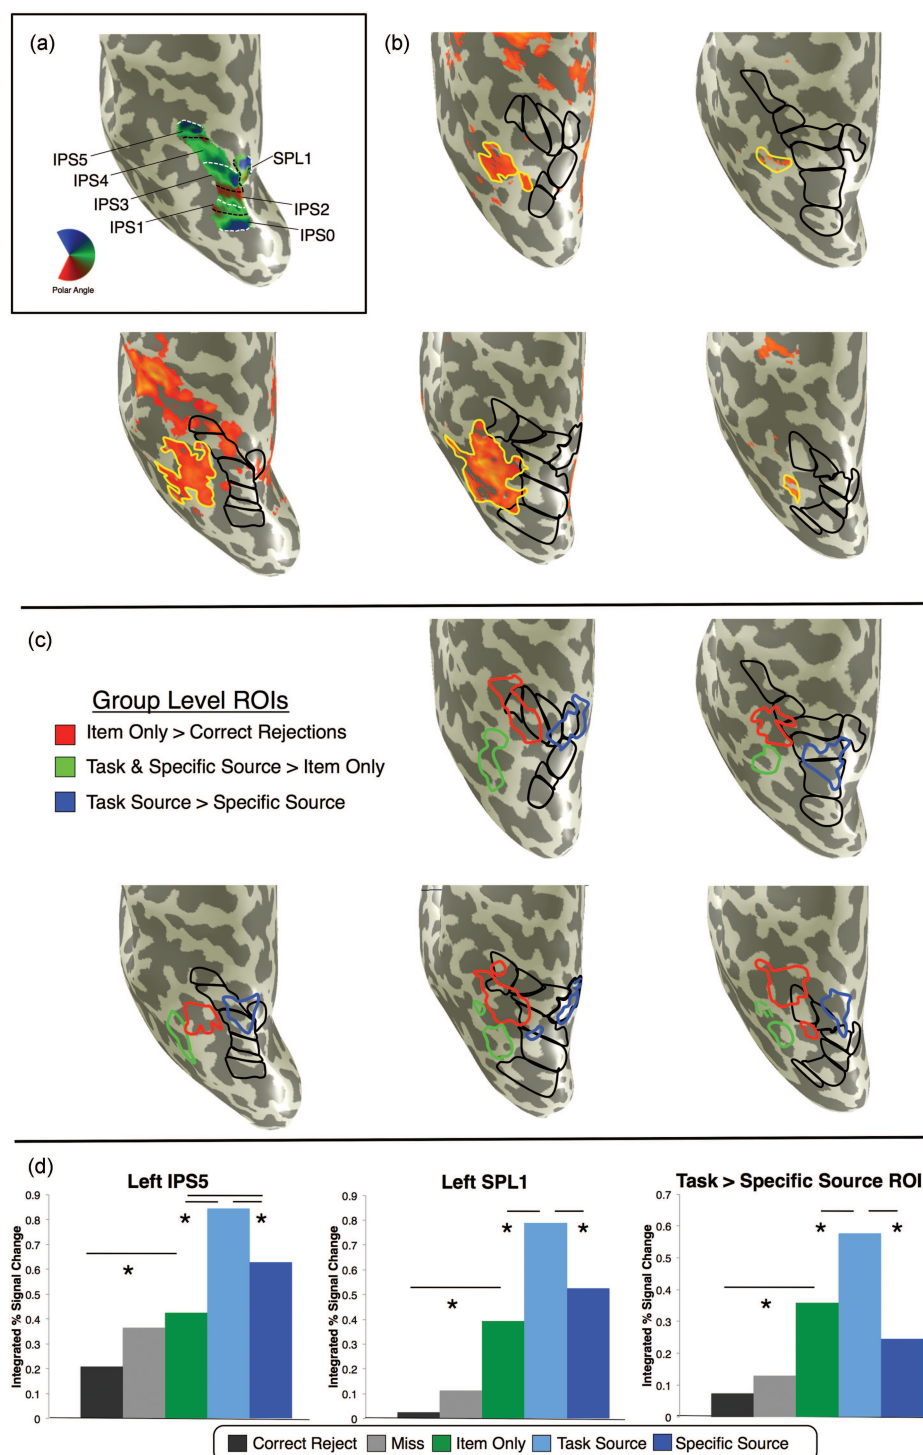 (a)
(b)
IPS5
SPL1
IPS4
IPS3
IPS2
IPS1
IPS0
Polar Angle
(c)
Group Level ROIs
Item Only > Correct Rejections
Task & Specific Source > Item Only
Task Source > Specific Source
(d)
Left IPS5
Left SPL1
Task > Specific Source ROI
Integrated % Signal Change
0.9
0.8
0.7
0.6
0.5
0.4
0.3
0.2
0.1
0
*
*
*
Integrated % Signal Change
0.9
0.8
0.7
0.6
0.5
0.4
0.3
0.2
0.1
0
*
*
*
Integrated % Signal Change
0.7
0.6
0.5
0.4
0.3
0.2
0.1
0
*
*
*
Correct Reject
Miss
Item Only
Task Source
Specific Source